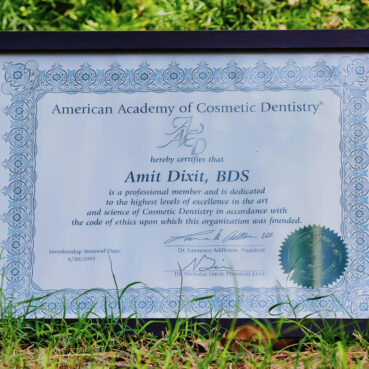 American Academy of Cosmetic Dentistry®
AACD
hereby certifies that
Amit Dixit, BDS
is a professional member and is dedicated
to the highest levels of excellence in the art
and science of Cosmetic Dentistry in accordance with
the code of ethics upon which this organization was founded.
Dr. Lawrence Addleson, President
Membership Renewal Date:
6/30/2005
Dr. Nicholas Davis, President Elect